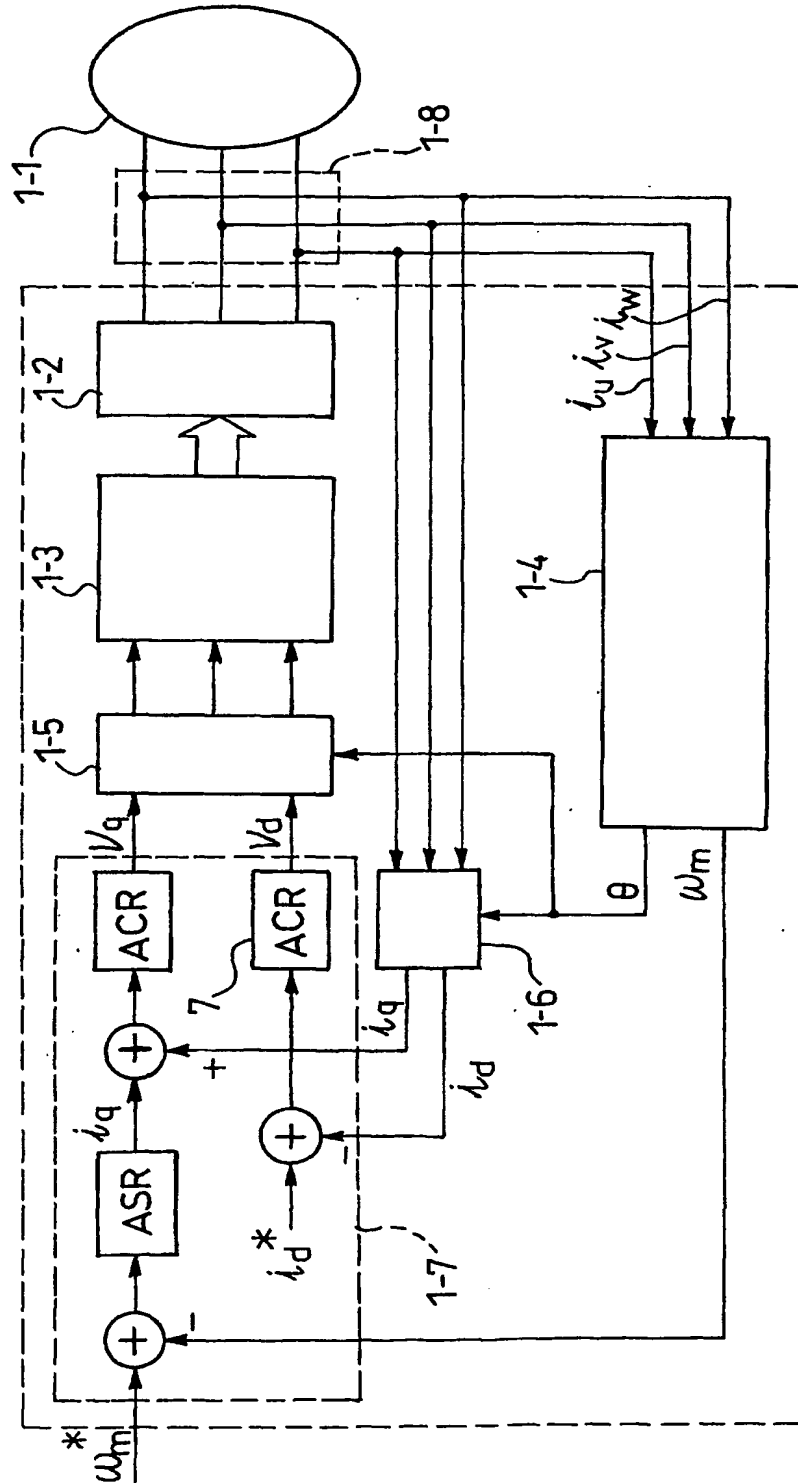 1-1
1-8
1-2
1-3
1-5
1-4
1-6
1-7
7
ω*m
ASR
iq
ACR
Vq
id*
ACR
Vd
iq
id
θ
ωm
iu iv iw
+
+
+
+
-
-